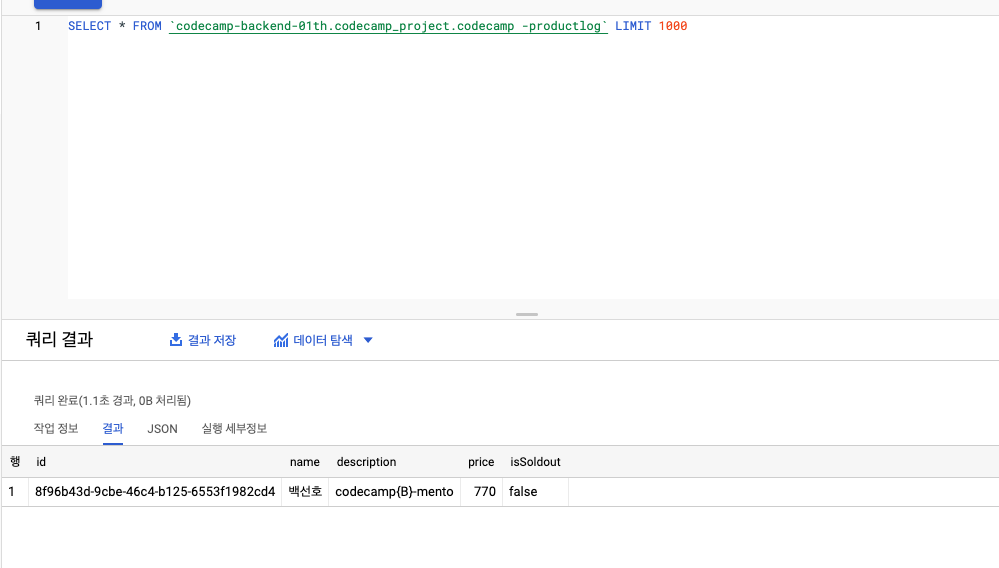 1 SELECT * FROM `codecamp-backend-01th.codecamp_project.codecamp -productlog` LIMIT 1000
쿼리 결과 결과 저장 데이터 탐색
쿼리 완료(1.1초 경과, 0B 처리됨)
작업 정보 결과 JSON 실행 세부정보
행 id name description price isSoldout
1 8f96b43d-9cbe-46c4-b125-6553f1982cd4 백선호 codecamp{B}-mento 770 false